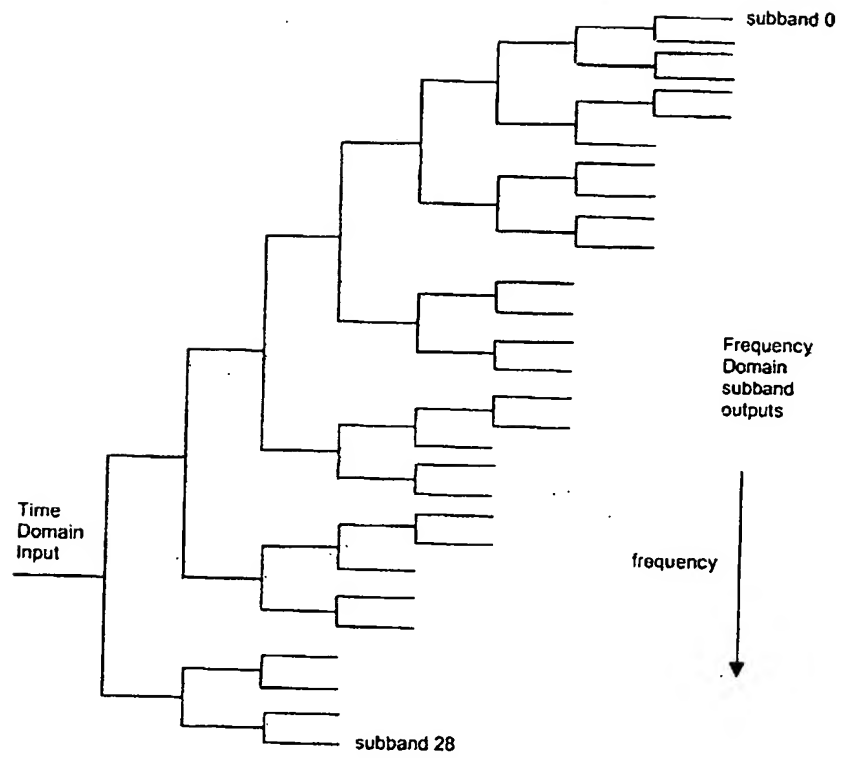 subband 0
Frequency
Domain
subband
outputs
Time
Domain
Input
frequency
subband 28